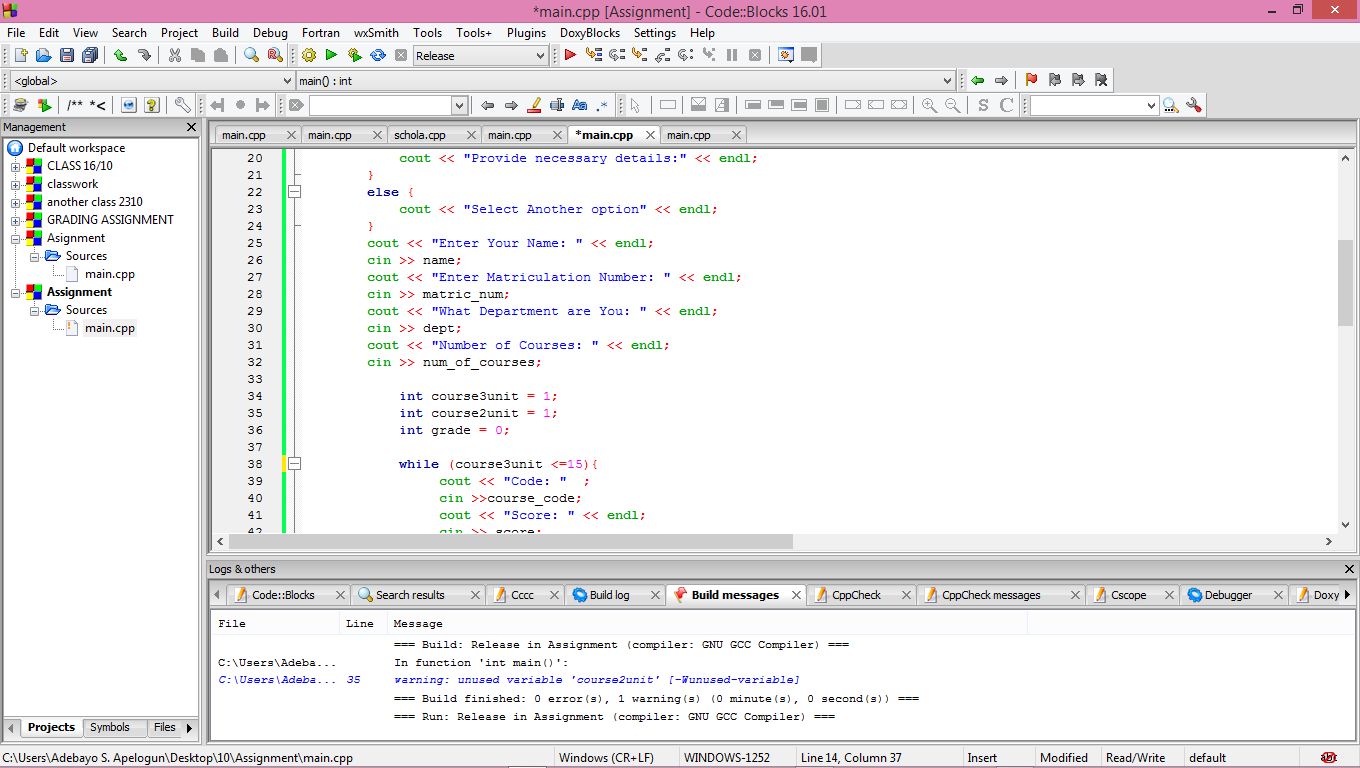 *main.cpp [Assignment] - Code::Blocks 16.01
File Edit View Search Project Build Debug Fortran wxSmith Tools Tools+ Plugins DoxyBlocks Settings Help
Release
<global> main() : int
/** *< Aa .* S C
Management
Default workspace
CLASS 16/10
classwork
another class 2310
GRADING ASSIGNMENT
Asignment
Sources
main.cpp
Assignment
Sources
main.cpp
Projects Symbols Files
main.cpp main.cpp schola.cpp main.cpp *main.cpp main.cpp
20 cout << "Provide necessary details:" << endl;
21 }
22 else {
23 cout << "Select Another option" << endl;
24 }
25 cout << "Enter Your Name: " << endl;
26 cin >> name;
27 cout << "Enter Matriculation Number: " << endl;
28 cin >> matric_num;
29 cout << "What Department are You: " << endl;
30 cin >> dept;
31 cout << "Number of Courses: " << endl;
32 cin >> num_of_courses;
33
34 int course3unit = 1;
35 int course2unit = 1;
36 int grade = 0;
37
38 while (course3unit <=15){
39 cout << "Code: "  ;
40 cin >>course_code;
41 cout << "Score: " << endl;
42 cin >> score;
Logs & others
Code::Blocks Search results Cccc Build log Build messages CppCheck CppCheck messages Cscope Debugger Doxy
File Line Message
=== Build: Release in Assignment (compiler: GNU GCC Compiler) ===
C:\Users\Adeba... In function 'int main()':
C:\Users\Adeba... 35 warning: unused variable 'course2unit' [-Wunused-variable]
=== Build finished: 0 error(s), 1 warning(s) (0 minute(s), 0 second(s)) ===
=== Run: Release in Assignment (compiler: GNU GCC Compiler) ===
C:\Users\Adebayo S. Apelogun\Desktop\10\Assignment\main.cpp Windows (CR+LF) WINDOWS-1252 Line 14, Column 37 Insert Modified Read/Write default